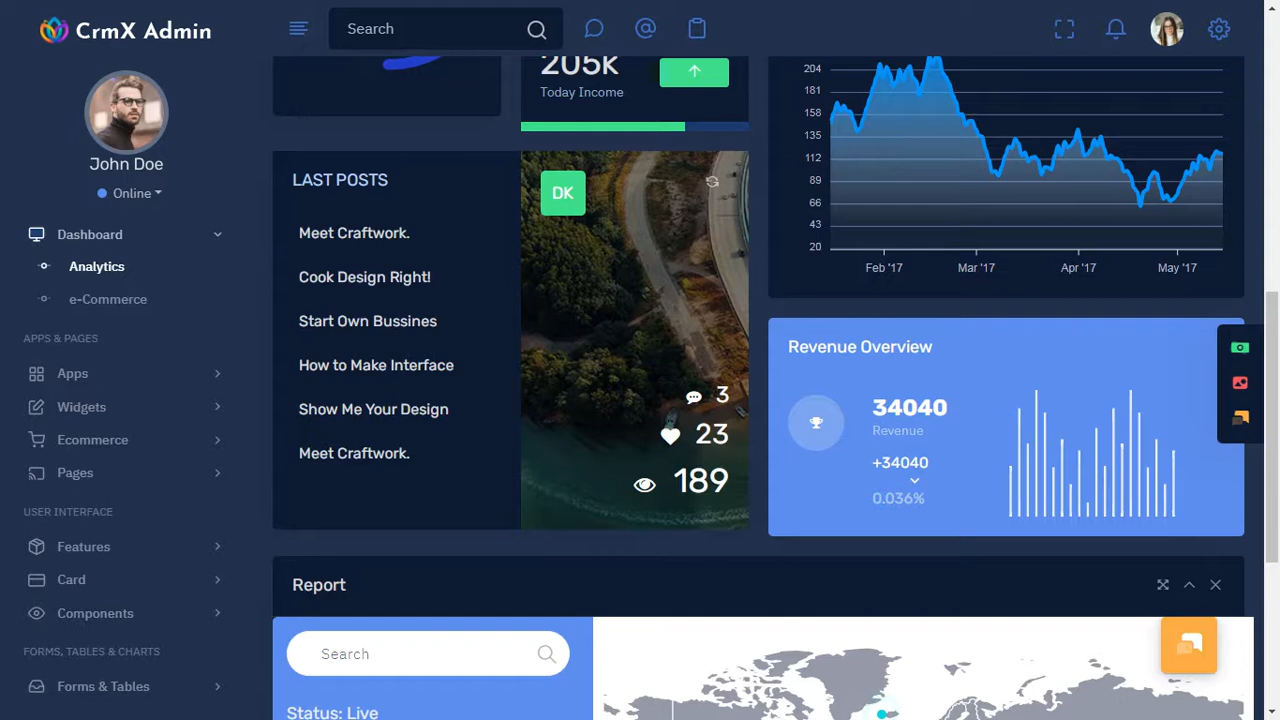 CrmX Admin
Search
John Doe
Online
Dashboard
Analytics
e-Commerce
APPS & PAGES
Apps
Widgets
Ecommerce
Pages
USER INTERFACE
Features
Card
Components
FORMS, TABLES & CHARTS
Forms & Tables
205k
Today Income
LAST POSTS
Meet Craftwork.
Cook Design Right!
Start Own Bussines
How to Make Interface
Show Me Your Design
Meet Craftwork.
DK
3
23
189
204
181
158
135
112
89
66
43
20
Feb '17 Mar '17 Apr '17 May '17
Revenue Overview
34040
Revenue
+34040
0.036%
Report
Search
Status: Live